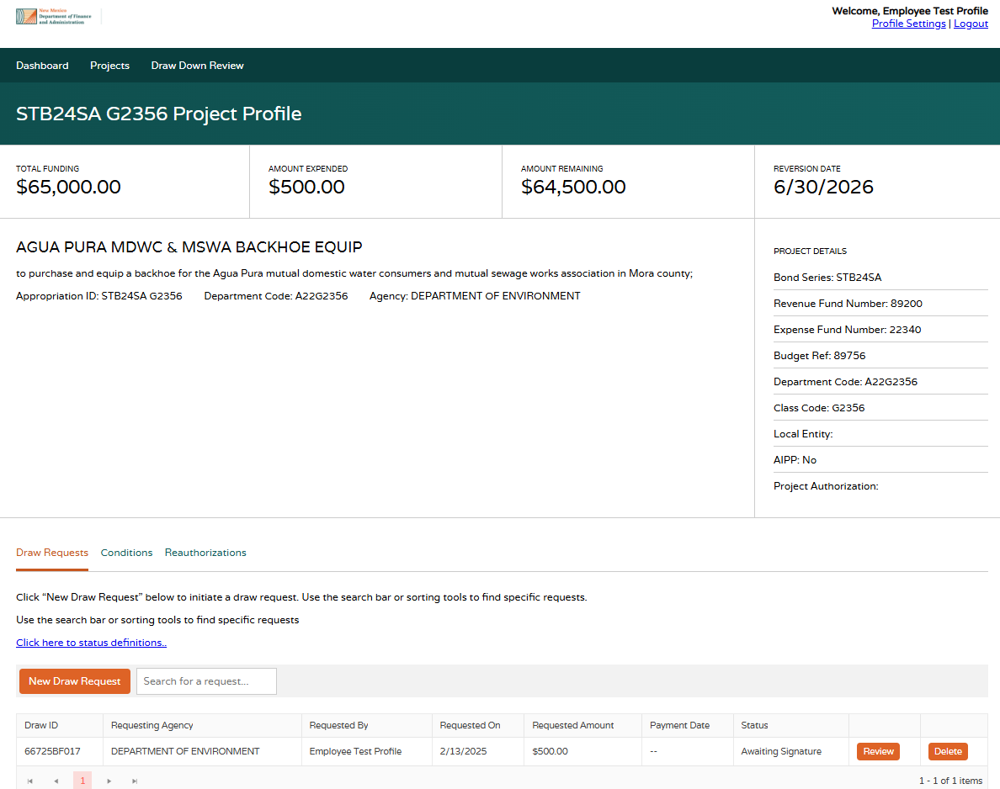 New Mexico
Department of Finance
and Administration
Welcome, Employee Test Profile
Profile Settings | Logout
Dashboard Projects Draw Down Review
STB24SA G2356 Project Profile
TOTAL FUNDING
$65,000.00
AMOUNT EXPENDED
$500.00
AMOUNT REMAINING
$64,500.00
REVERSION DATE
6/30/2026
AGUA PURA MDWC & MSWA BACKHOE EQUIP
to purchase and equip a backhoe for the Agua Pura mutual domestic water consumers and mutual sewage works association in Mora county;
Appropriation ID: STB24SA G2356 Department Code: A22G2356 Agency: DEPARTMENT OF ENVIRONMENT
PROJECT DETAILS
Bond Series: STB24SA
Revenue Fund Number: 89200
Expense Fund Number: 22340
Budget Ref: 89756
Department Code: A22G2356
Class Code: G2356
Local Entity:
AIPP: No
Project Authorization:
Draw Requests Conditions Reauthorizations
Click “New Draw Request” below to initiate a draw request. Use the search bar or sorting tools to find specific requests.
Use the search bar or sorting tools to find specific requests
Click here to status definitions..
New Draw Request Search for a request...
Draw ID Requesting Agency Requested By Requested On Requested Amount Payment Date Status
66725BF017 DEPARTMENT OF ENVIRONMENT Employee Test Profile 2/13/2025 $500.00 -- Awaiting Signature Review Delete
1 1 - 1 of 1 items